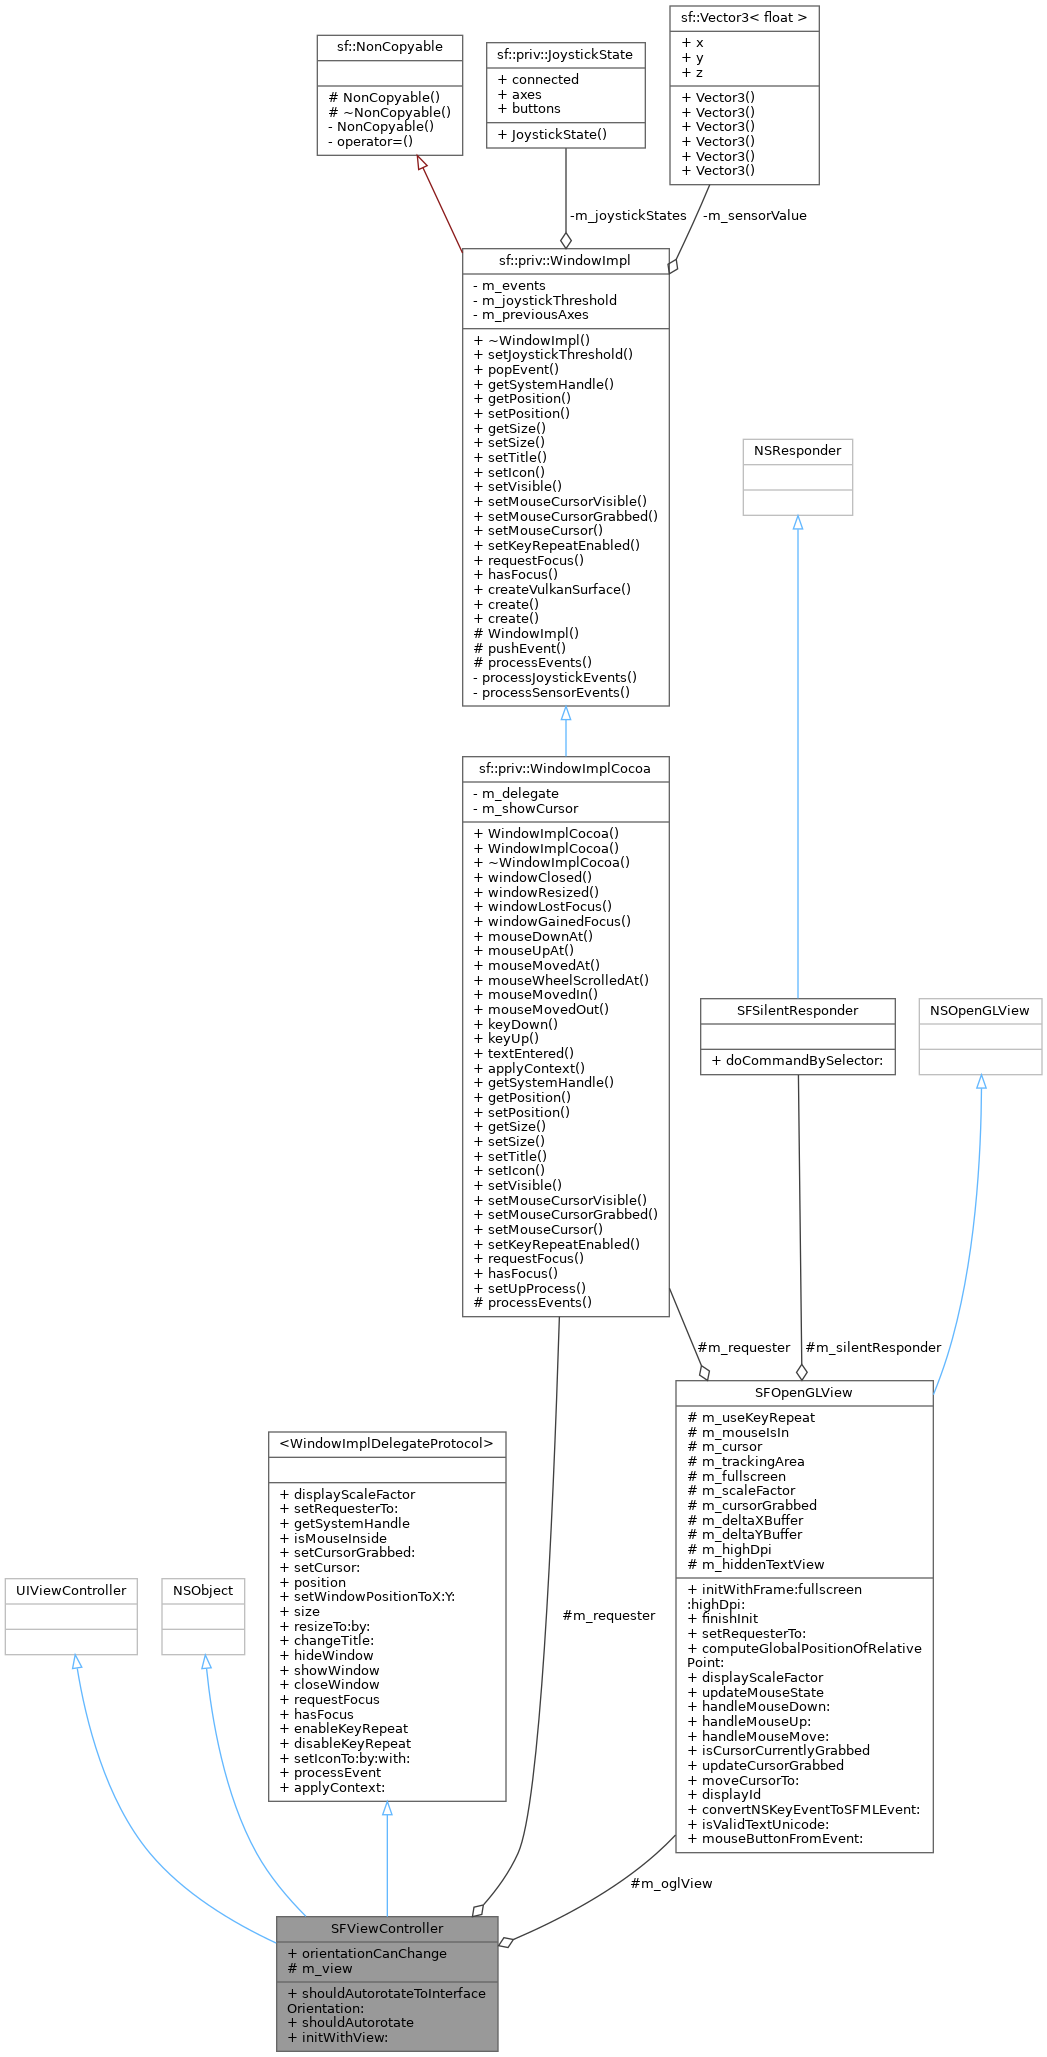 sf::NonCopyable
# NonCopyable()
# ~NonCopyable()
- NonCopyable()
- operator=()
sf::priv::JoystickState
+ connected
+ axes
+ buttons
+ JoystickState()
sf::Vector3< float >
+ x
+ y
+ z
+ Vector3()
+ Vector3()
+ Vector3()
+ Vector3()
+ Vector3()
+ Vector3()
-m_joystickStates
-m_sensorValue
sf::priv::WindowImpl
- m_events
- m_joystickThreshold
- m_previousAxes
+ ~WindowImpl()
+ setJoystickThreshold()
+ popEvent()
+ getSystemHandle()
+ getPosition()
+ setPosition()
+ getSize()
+ setSize()
+ setTitle()
+ setIcon()
+ setVisible()
+ setMouseCursorVisible()
+ setMouseCursorGrabbed()
+ setMouseCursor()
+ setKeyRepeatEnabled()
+ requestFocus()
+ hasFocus()
+ createVulkanSurface()
+ create()
+ create()
# WindowImpl()
# pushEvent()
# processEvents()
- processJoystickEvents()
- processSensorEvents()
NSResponder
sf::priv::WindowImplCocoa
- m_delegate
- m_showCursor
+ WindowImplCocoa()
+ WindowImplCocoa()
+ ~WindowImplCocoa()
+ windowClosed()
+ windowResized()
+ windowLostFocus()
+ windowGainedFocus()
+ mouseDownAt()
+ mouseUpAt()
+ mouseMovedAt()
+ mouseWheelScrolledAt()
+ mouseMovedIn()
+ mouseMovedOut()
+ keyDown()
+ keyUp()
+ textEntered()
+ applyContext()
+ getSystemHandle()
+ getPosition()
+ setPosition()
+ getSize()
+ setSize()
+ setTitle()
+ setIcon()
+ setVisible()
+ setMouseCursorVisible()
+ setMouseCursorGrabbed()
+ setMouseCursor()
+ setKeyRepeatEnabled()
+ requestFocus()
+ hasFocus()
+ setUpProcess()
# processEvents()
SFSilentResponder
+ doCommandBySelector:
NSOpenGLView
#m_requester
#m_silentResponder
SFOpenGLView
# m_useKeyRepeat
# m_mouseIsIn
# m_cursor
# m_trackingArea
# m_fullscreen
# m_scaleFactor
# m_cursorGrabbed
# m_deltaXBuffer
# m_deltaYBuffer
# m_highDpi
# m_hiddenTextView
+ initWithFrame:fullscreen
:highDpi:
+ finishInit
+ setRequesterTo:
+ computeGlobalPositionOfRelative
Point:
+ displayScaleFactor
+ updateMouseState
+ handleMouseDown:
+ handleMouseUp:
+ handleMouseMove:
+ isCursorCurrentlyGrabbed
+ updateCursorGrabbed
+ moveCursorTo:
+ displayId
+ convertNSKeyEventToSFMLEvent:
+ isValidTextUnicode:
+ mouseButtonFromEvent:
<WindowImplDelegateProtocol>
+ displayScaleFactor
+ setRequesterTo:
+ getSystemHandle
+ isMouseInside
+ setCursorGrabbed:
+ setCursor:
+ position
+ setWindowPositionToX:Y:
+ size
+ resizeTo:by:
+ changeTitle:
+ hideWindow
+ showWindow
+ closeWindow
+ requestFocus
+ hasFocus
+ enableKeyRepeat
+ disableKeyRepeat
+ setIconTo:by:with:
+ processEvent
+ applyContext:
UIViewController
NSObject
#m_requester
#m_oglView
SFViewController
+ orientationCanChange
# m_view
+ shouldAutorotateToInterface
Orientation:
+ shouldAutorotate
+ initWithView: